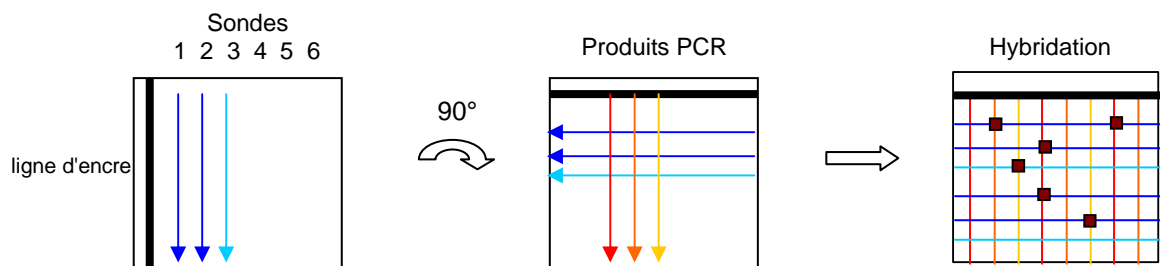 Sondes
1 2 3 4 5 6
ligne d'encre
90°
Produits PCR
Hybridation